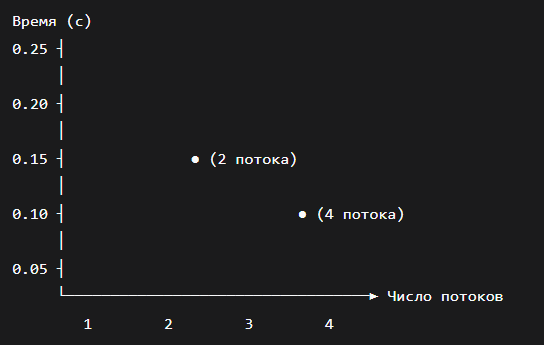 Время (с)
0.25
0.20
0.15 ● (2 потока)
0.10 ● (4 потока)
0.05
Число потоков
1 2 3 4